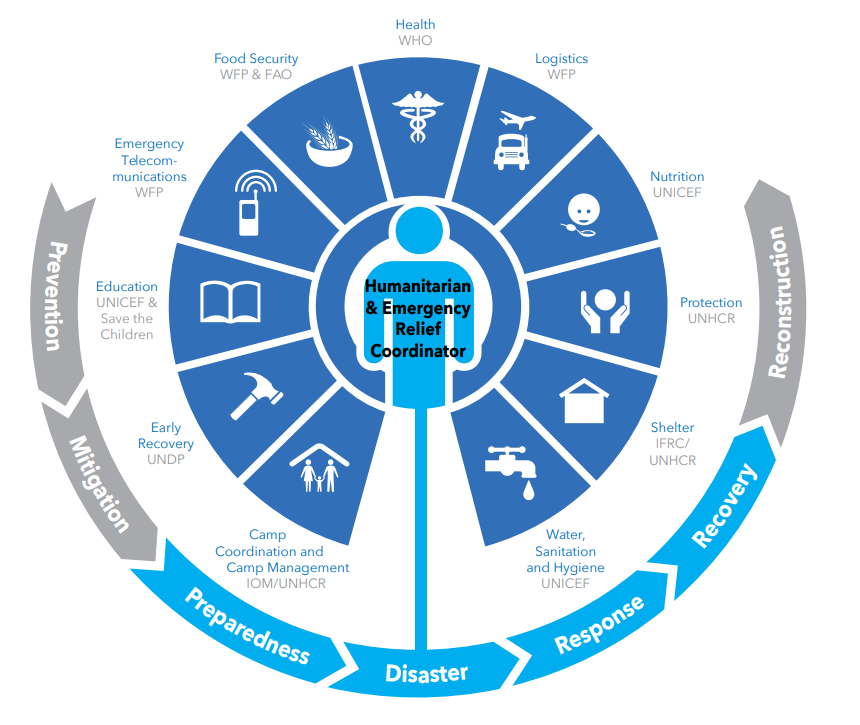 Health
WHO
Food Security
WFP & FAO
Logistics
WFP
Emergency
Telecom-
munications
WFP
Nutrition
UNICEF
Education
UNICEF &
Save the
Children
Protection
UNHCR
Humanitarian
& Emergency
Relief
Coordinator
Early
Recovery
UNDP
Shelter
IFRC/
UNHCR
Camp
Coordination and
Camp Management
IOM/UNHCR
Water,
Sanitation
and Hygiene
UNICEF
Prevention
Mitigation
Preparedness
Disaster
Response
Recovery
Reconstruction